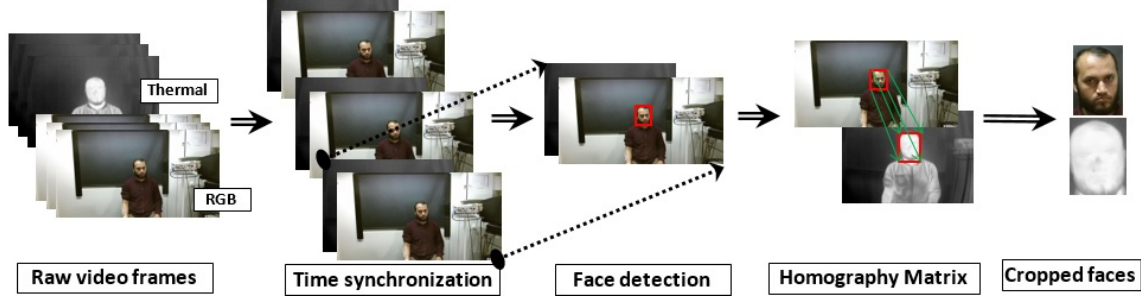 Thermal
RGB
Raw video frames
Time synchronization
Face detection
Homography Matrix
Cropped faces